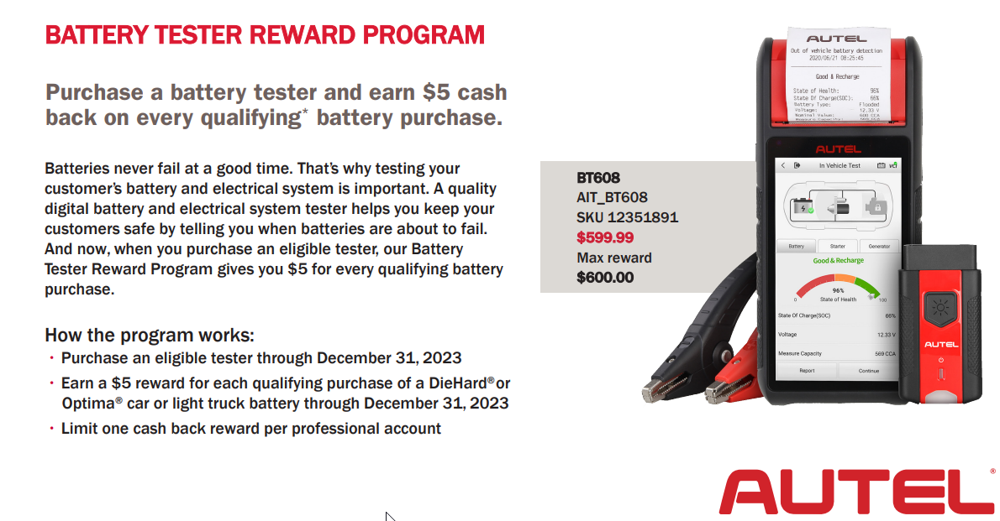 BATTERY TESTER REWARD PROGRAM
Purchase a battery tester and earn $5 cash
back on every qualifying* battery purchase.
Batteries never fail at a good time. That's why testing your
customer's battery and electrical system is important. A quality
digital battery and electrical system tester helps you keep your
customers safe by telling you when batteries are about to fail.
And now, when you purchase an eligible tester, our Battery
Tester Reward Program gives you $5 for every qualifying battery
purchase.
How the program works:
· Purchase an eligible tester through December 31, 2023
· Earn a $5 reward for each qualifying purchase of a DieHard® or
Optima® car or light truck battery through December 31, 2023
· Limit one cash back reward per professional account
BT608
AIT_BT608
SKU 12351891
$599.99
Max reward
$600.00
AUTEL
Out of vehicle battery detection
2020/06/21 08:25:45
Good & Recharge
State of Health: 96%
State Of Charge(SOC): 66%
Battery Type: Flooded
Voltage: 12.33 V
Nominal Value: 600 CCA
Measure Capacity: 569 CCA
AUTEL
In Vehicle Test
VCI
Battery Starter Generator
Good & Recharge
96%
0 State of Health 100
State Of Charge(SOC) 66%
Voltage 12.33 V
Measure Capacity 569 CCA
Report Continue
AUTEL
AUTEL®